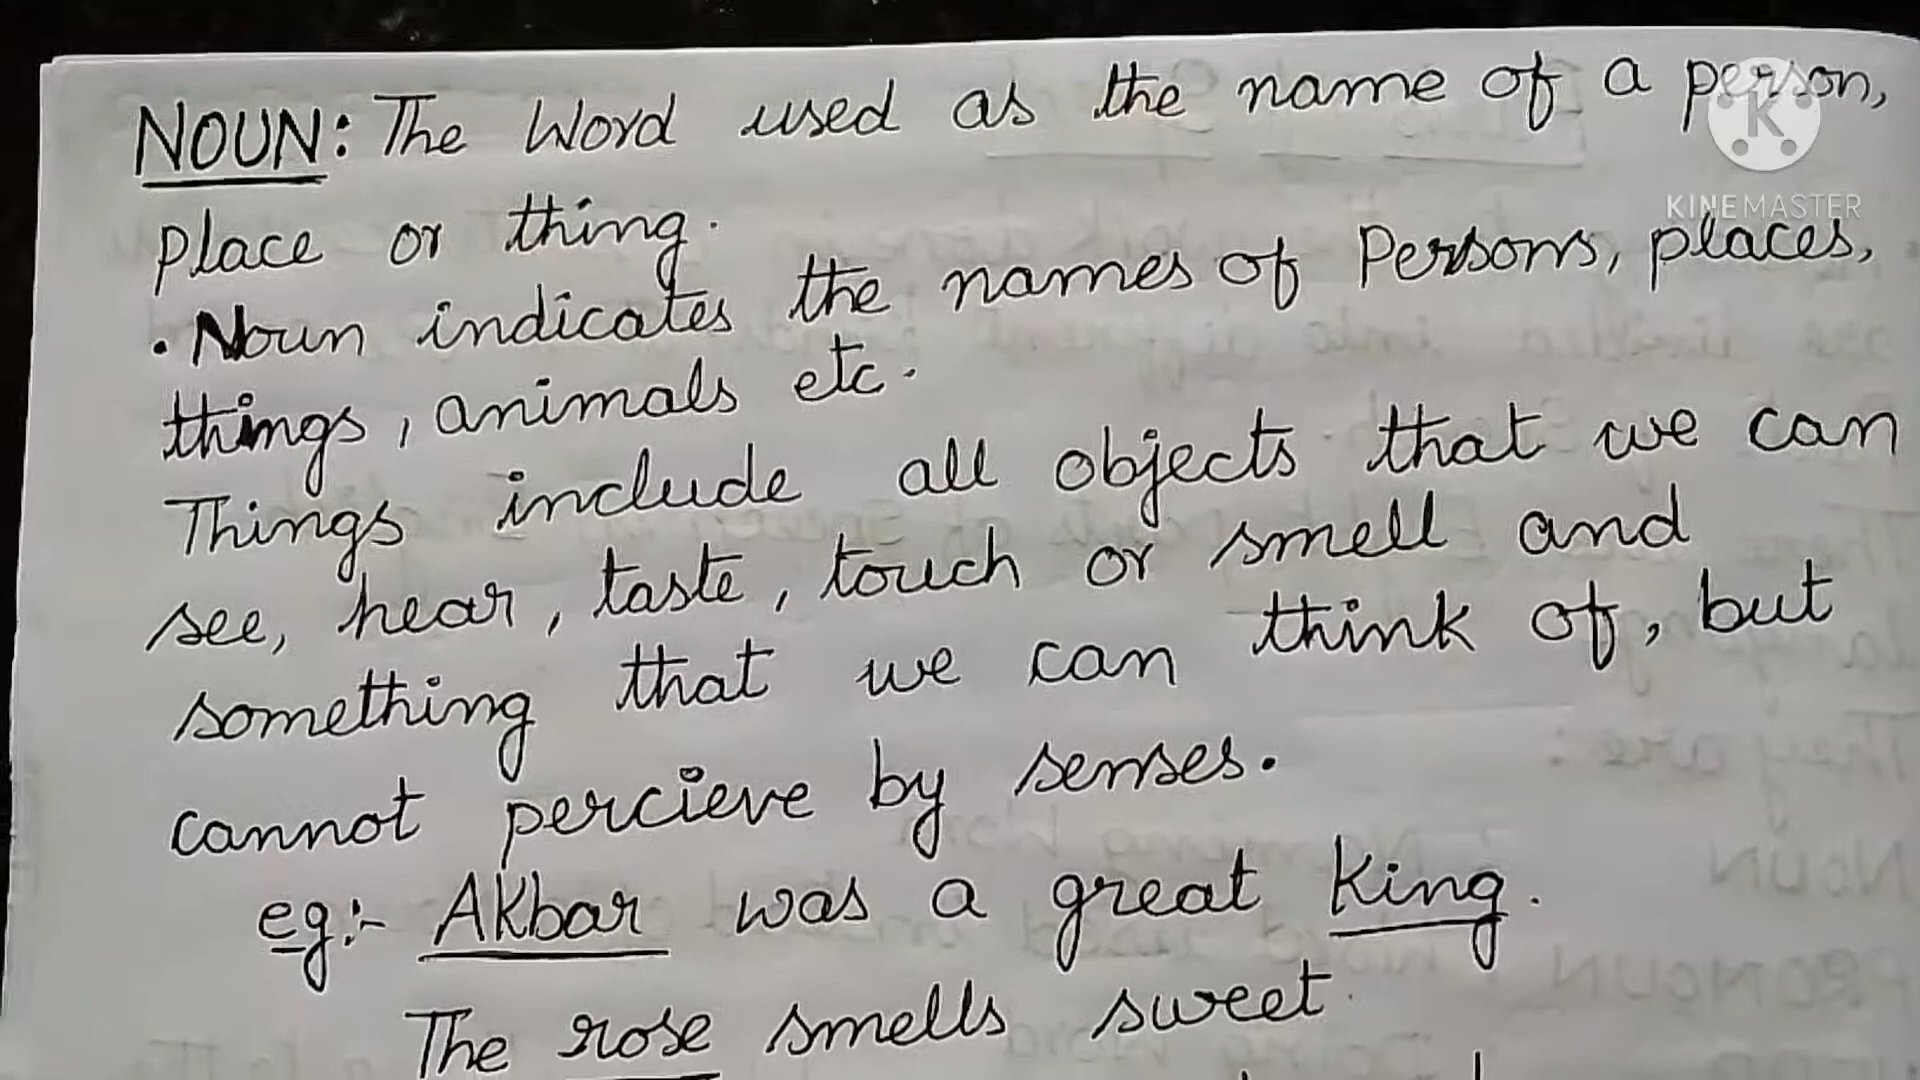 NOUN: The Word used as the name of a person,
place or thing.
• Noun indicates the names of Persons, places,
things, animals etc.
Things include all objects that we can
see, hear, taste, touch or smell and
something that we can think of, but
cannot percieve by senses.
eg:- Akbar was a great King.
The rose smells sweet.
KINEMASTER